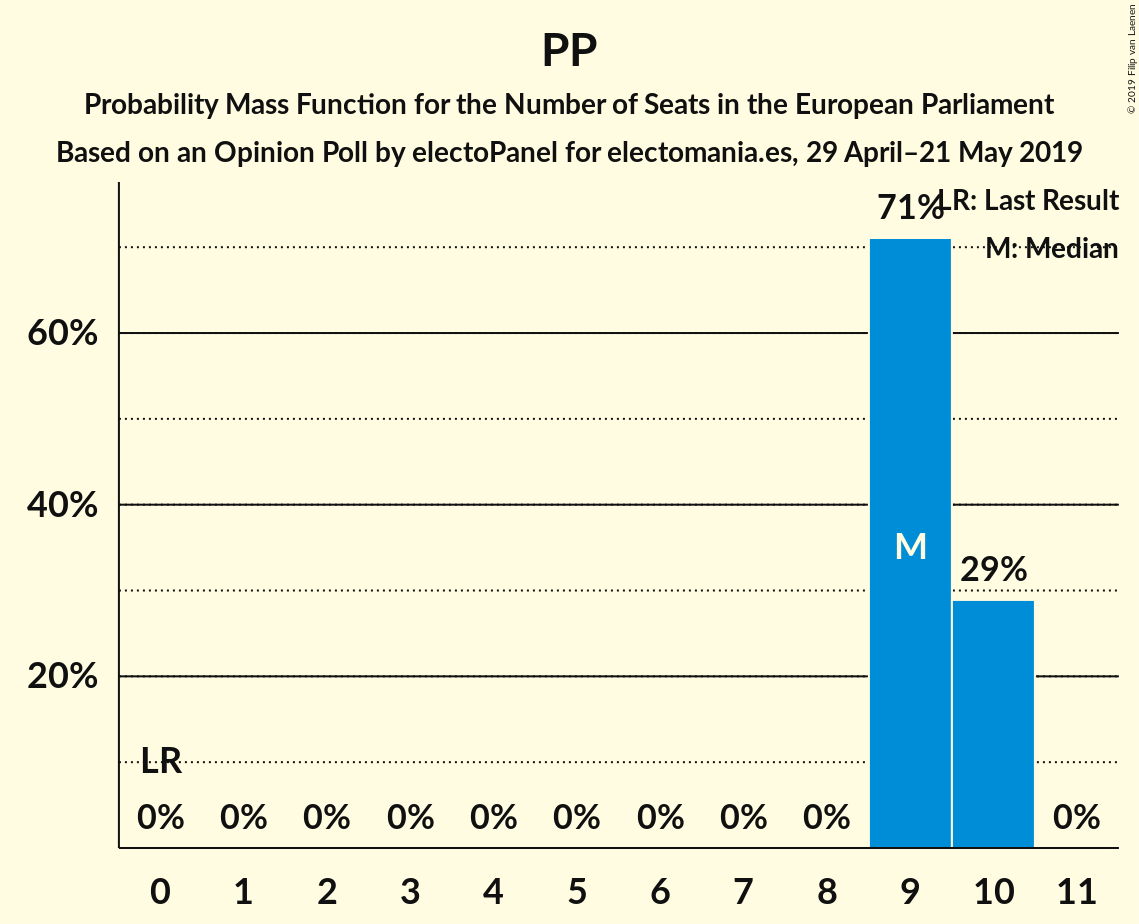 PP
Probability Mass Function for the Number of Seats in the European Parliament
Based on an Opinion Poll by electoPanel for electomania.es, 29 April–21 May 2019
© 2019 Filip van Laenen
LR: Last Result
M: Median
71%
60%
40%
M
29%
20%
LR
0% 0% 0% 0% 0% 0% 0% 0% 0% 0%
0 1 2 3 4 5 6 7 8 9 10 11